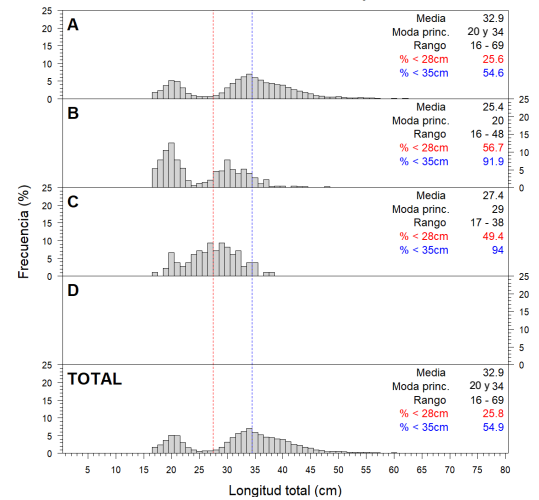 25
20
15
10
5
0
A
Media 32.9
Moda princ. 20 y 34
Rango 16 - 69
% < 28cm 25.6
% < 35cm 54.6
B
Media 25.4
Moda princ. 20
Rango 16 - 48
% < 28cm 56.7
% < 35cm 91.9
25
20
15
10
5
0
25
20
15
10
5
0
C
Media 27.4
Moda princ. 29
Rango 17 - 38
% < 28cm 49.4
% < 35cm 94
Frecuencia (%)
D
25
20
15
10
5
0
25
20
15
10
5
0
TOTAL
Media 32.9
Moda princ. 20 y 34
Rango 16 - 69
% < 28cm 25.8
% < 35cm 54.9
5 10 15 20 25 30 35 40 45 50 55 60 65 70 75 80
Longitud total (cm)